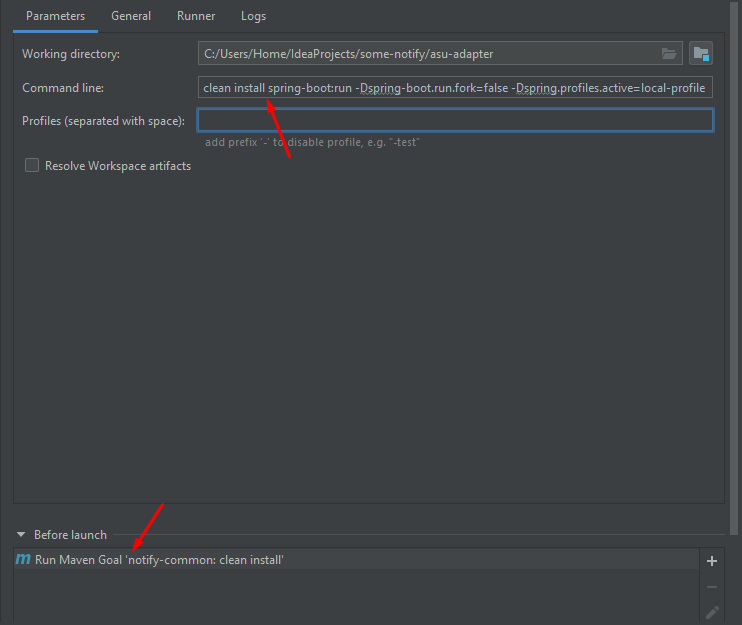 Parameters General Runner Logs
Working directory: C:/Users/Home/IdeaProjects/some-notify/asu-adapter
Command line: clean install spring-boot:run -Dspring-boot.run.fork=false -Dspring.profiles.active=local-profile
Profiles (separated with space):
add prefix '-' to disable profile, e.g. "-test"
Resolve Workspace artifacts
Before launch
Run Maven Goal 'notify-common: clean install'